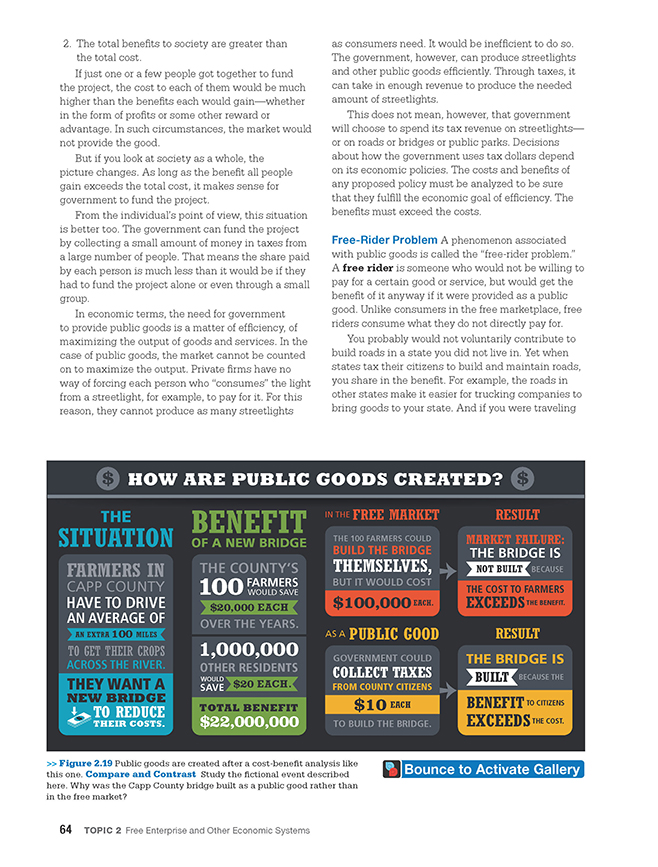 2. The total benefits to society are greater than
the total cost.
If just one or a few people got together to fund
the project, the cost to each of them would be much
higher than the benefits each would gain—whether
in the form of profits or some other reward or
advantage. In such circumstances, the market would
not provide the good.
But if you look at society as a whole, the
picture changes. As long as the benefit all people
gain exceeds the total cost, it makes sense for
government to fund the project.
From the individual's point of view, this situation
is better too. The government can fund the project
by collecting a small amount of money in taxes from
a large number of people. That means the share paid
by each person is much less than it would be if they
had to fund the project alone or even through a small
group.
In economic terms, the need for government
to provide public goods is a matter of efficiency, of
maximizing the output of goods and services. In the
case of public goods, the market cannot be counted
on to maximize the output. Private firms have no
way of forcing each person who “consumes” the light
from a streetlight, for example, to pay for it. For this
reason, they cannot produce as many streetlights
as consumers need. It would be inefficient to do so.
The government, however, can produce streetlights
and other public goods efficiently. Through taxes, it
can take in enough revenue to produce the needed
amount of streetlights.
This does not mean, however, that government
will choose to spend its tax revenue on streetlights—
or on roads or bridges or public parks. Decisions
about how the government uses tax dollars depend
on its economic policies. The costs and benefits of
any proposed policy must be analyzed to be sure
that they fulfill the economic goal of efficiency. The
benefits must exceed the costs.
Free-Rider Problem A phenomenon associated
with public goods is called the “free-rider problem.”
A free rider is someone who would not be willing to
pay for a certain good or service, but would get the
benefit of it anyway if it were provided as a public
good. Unlike consumers in the free marketplace, free
riders consume what they do not directly pay for.
You probably would not voluntarily contribute to
build roads in a state you did not live in. Yet when
states tax their citizens to build and maintain roads,
you share in the benefit. For example, the roads in
other states make it easier for trucking companies to
bring goods to your state. And if you were traveling
$ HOW ARE PUBLIC GOODS CREATED? $
THE
SITUATION
FARMERS IN
CAPP COUNTY
HAVE TO DRIVE
AN AVERAGE OF
AN EXTRA 100 MILES
TO GET THEIR CROPS
ACROSS THE RIVER.
THEY WANT A
NEW BRIDGE
TO REDUCE
THEIR COSTS.
BENEFIT
OF A NEW BRIDGE
THE COUNTY'S
100 FARMERS
WOULD SAVE
$20,000 EACH
OVER THE YEARS.
1,000,000
OTHER RESIDENTS
WOULD SAVE $20 EACH.
TOTAL BENEFIT
$22,000,000
IN THE FREE MARKET
THE 100 FARMERS COULD
BUILD THE BRIDGE
THEMSELVES,
BUT IT WOULD COST
$100,000 EACH.
RESULT
MARKET FAILURE:
THE BRIDGE IS
NOT BUILT BECAUSE
THE COST TO FARMERS
EXCEEDS THE BENEFIT.
AS A PUBLIC GOOD
GOVERNMENT COULD
COLLECT TAXES
FROM COUNTY CITIZENS
$10 EACH
TO BUILD THE BRIDGE.
RESULT
THE BRIDGE IS
BUILT BECAUSE THE
BENEFIT TO CITIZENS
EXCEEDS THE COST.
>> Figure 2.19 Public goods are created after a cost-benefit analysis like
this one. Compare and Contrast Study the fictional event described
here. Why was the Capp County bridge built as a public good rather than
in the free market?
Bounce to Activate Gallery
64 TOPIC 2 Free Enterprise and Other Economic Systems